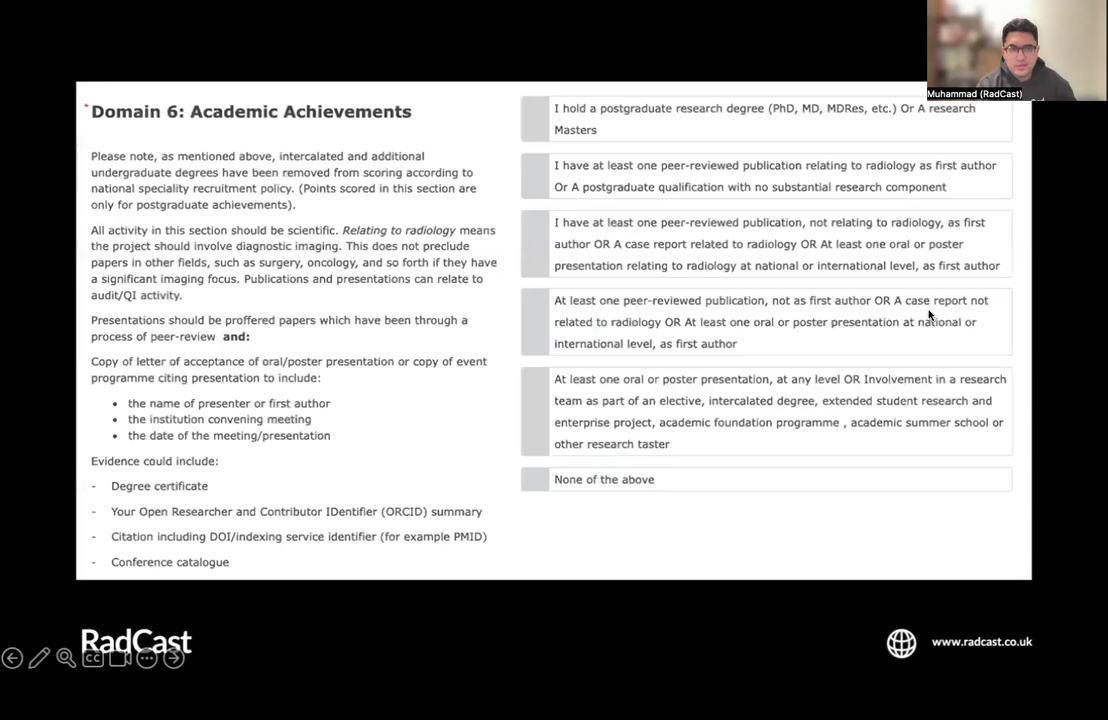 Muhammad (RadCast)
* Domain 6: Academic Achievements
Please note, as mentioned above, intercalated and additional
undergraduate degrees have been removed from scoring according to
national speciality recruitment policy. (Points scored in this section are
only for postgraduate achievements).
All activity in this section should be scientific. Relating to radiology means
the project should involve diagnostic imaging. This does not preclude
papers in other fields, such as surgery, oncology, and so forth if they have
a significant imaging focus. Publications and presentations can relate to
audit/QI activity.
Presentations should be proffered papers which have been through a
process of peer-review and:
Copy of letter of acceptance of oral/poster presentation or copy of event
programme citing presentation to include:
• the name of presenter or first author
• the institution convening meeting
• the date of the meeting/presentation
Evidence could include:
- Degree certificate
- Your Open Researcher and Contributor IDentifier (ORCID) summary
- Citation including DOI/indexing service identifier (for example PMID)
- Conference catalogue
I hold a postgraduate research degree (PhD, MD, MDRes, etc.) Or A research
Masters
I have at least one peer-reviewed publication relating to radiology as first author
Or A postgraduate qualification with no substantial research component
I have at least one peer-reviewed publication, not relating to radiology, as first
author OR A case report related to radiology OR At least one oral or poster
presentation relating to radiology at national or international level, as first author
At least one peer-reviewed publication, not as first author OR A case report not
related to radiology OR At least one oral or poster presentation at national or
international level, as first author
At least one oral or poster presentation, at any level OR Involvement in a research
team as part of an elective, intercalated degree, extended student research and
enterprise project, academic foundation programme , academic summer school or
other research taster
None of the above
RadCast
CC
www.radcast.co.uk